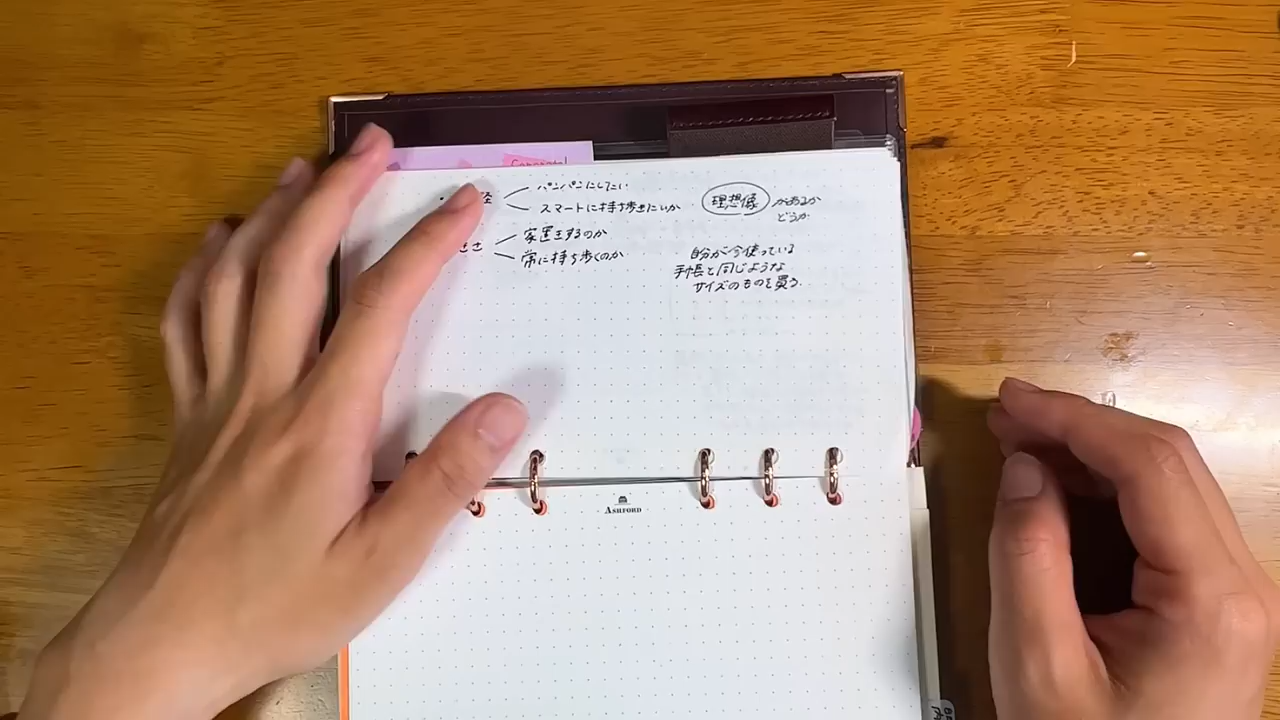 径 パンパンにしたい
スマートに持ち歩きたいか
きさ 家置きするのか
常に持ち歩くのか
理想像 があるか
どうか
自分が今使っている
手帳と同じような
サイズのものを買う.
ASHFORD